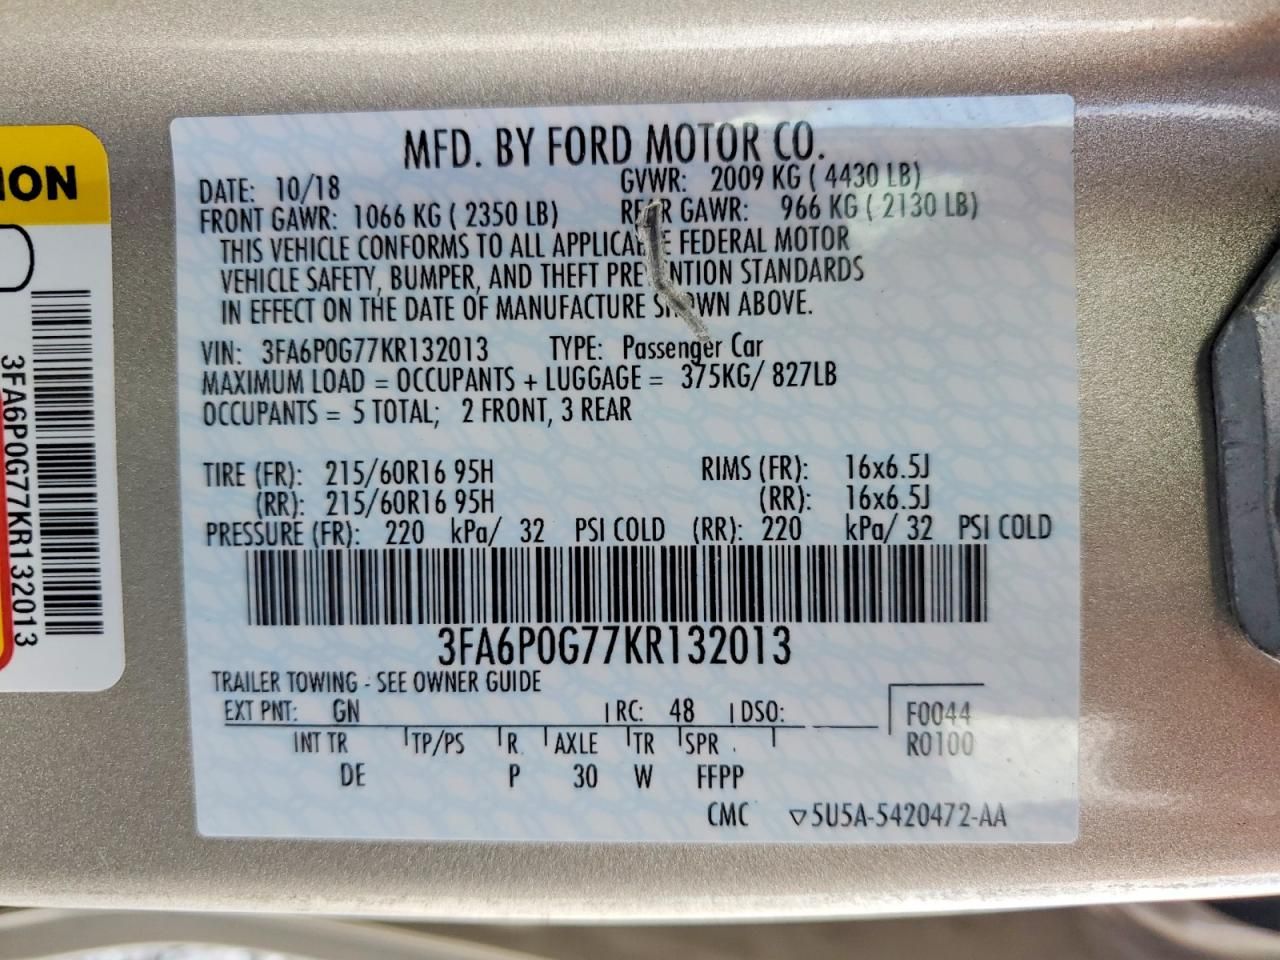 MFD. BY FORD MOTOR CO.
DATE: 10/18 GVWR: 2009 KG ( 4430 LB)
FRONT GAWR: 1066 KG ( 2350 LB) REAR GAWR: 966 KG ( 2130 LB)
THIS VEHICLE CONFORMS TO ALL APPLICABLE FEDERAL MOTOR
VEHICLE SAFETY, BUMPER, AND THEFT PREVENTION STANDARDS
IN EFFECT ON THE DATE OF MANUFACTURE SHOWN ABOVE.
VIN: 3FA6P0G77KR132013 TYPE: Passenger Car
MAXIMUM LOAD = OCCUPANTS + LUGGAGE = 375KG/ 827LB
OCCUPANTS = 5 TOTAL; 2 FRONT, 3 REAR
TIRE (FR): 215/60R16 95H RIMS (FR): 16x6.5J
(RR): 215/60R16 95H (RR): 16x6.5J
PRESSURE (FR): 220 kPa/ 32 PSI COLD (RR): 220 kPa/ 32 PSI COLD
3FA6P0G77KR132013
TRAILER TOWING - SEE OWNER GUIDE
EXT PNT: GN RC: 48 DSO: F0044
INT TR TP/PS R AXLE TR SPR R0100
DE P 30 W FFPP
CMC ▽5U5A-5420472-AA
ION
3FA6P0G77KR132013